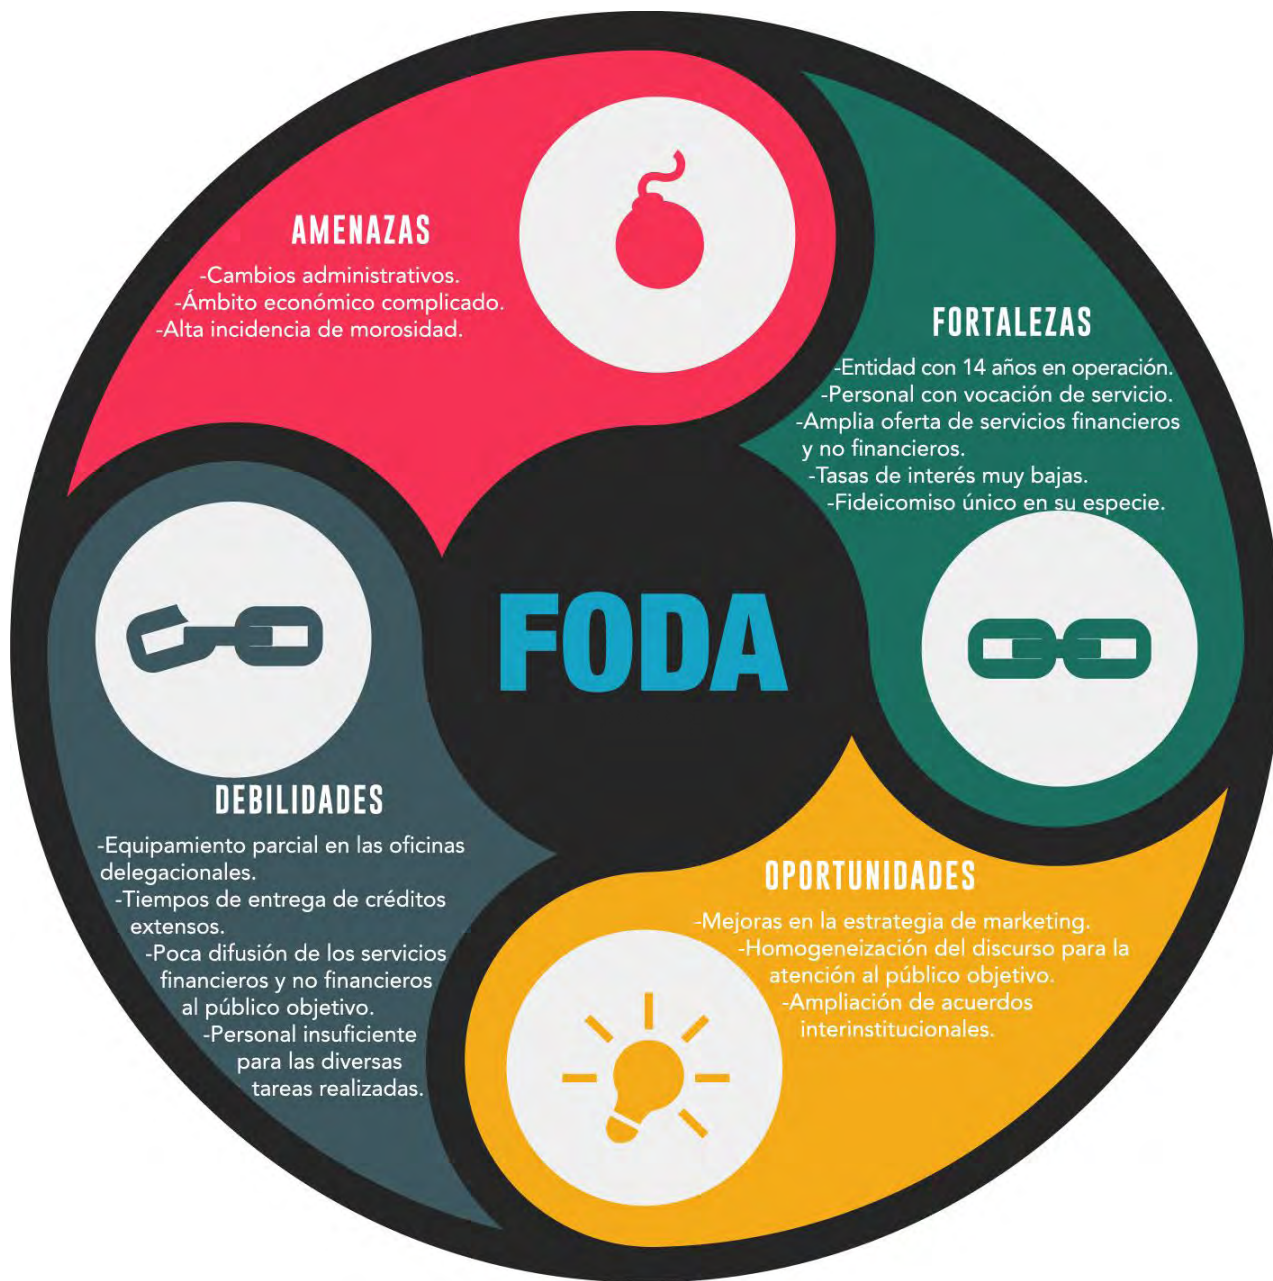 AMENAZAS
-Cambios administrativos.
-Ámbito económico complicado.
-Alta incidencia de morosidad.
FORTALEZAS
-Entidad con 14 años en operación.
-Personal con vocación de servicio.
-Amplia oferta de servicios financieros
y no financieros.
-Tasas de interés muy bajas.
-Fideicomiso único en su especie.
FODA
DEBILIDADES
-Equipamiento parcial en las oficinas
delegacionales.
-Tiempos de entrega de créditos
extensos.
-Poca difusión de los servicios
financieros y no financieros
al público objetivo.
-Personal insuficiente
para las diversas
tareas realizadas.
OPORTUNIDADES
-Mejoras en la estrategia de marketing.
-Homogeneización del discurso para la
atención al público objetivo.
-Ampliación de acuerdos
interinstitucionales.